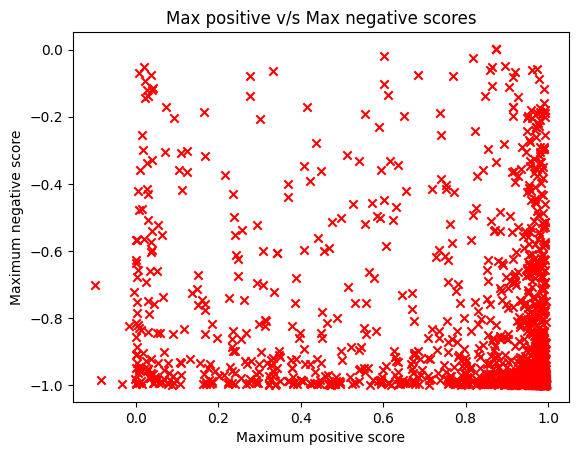 Max positive v/s Max negative scores
0.0
−0.2
−0.4
−0.6
−0.8
−1.0
Maximum negative score
0.0 0.2 0.4 0.6 0.8 1.0
Maximum positive score